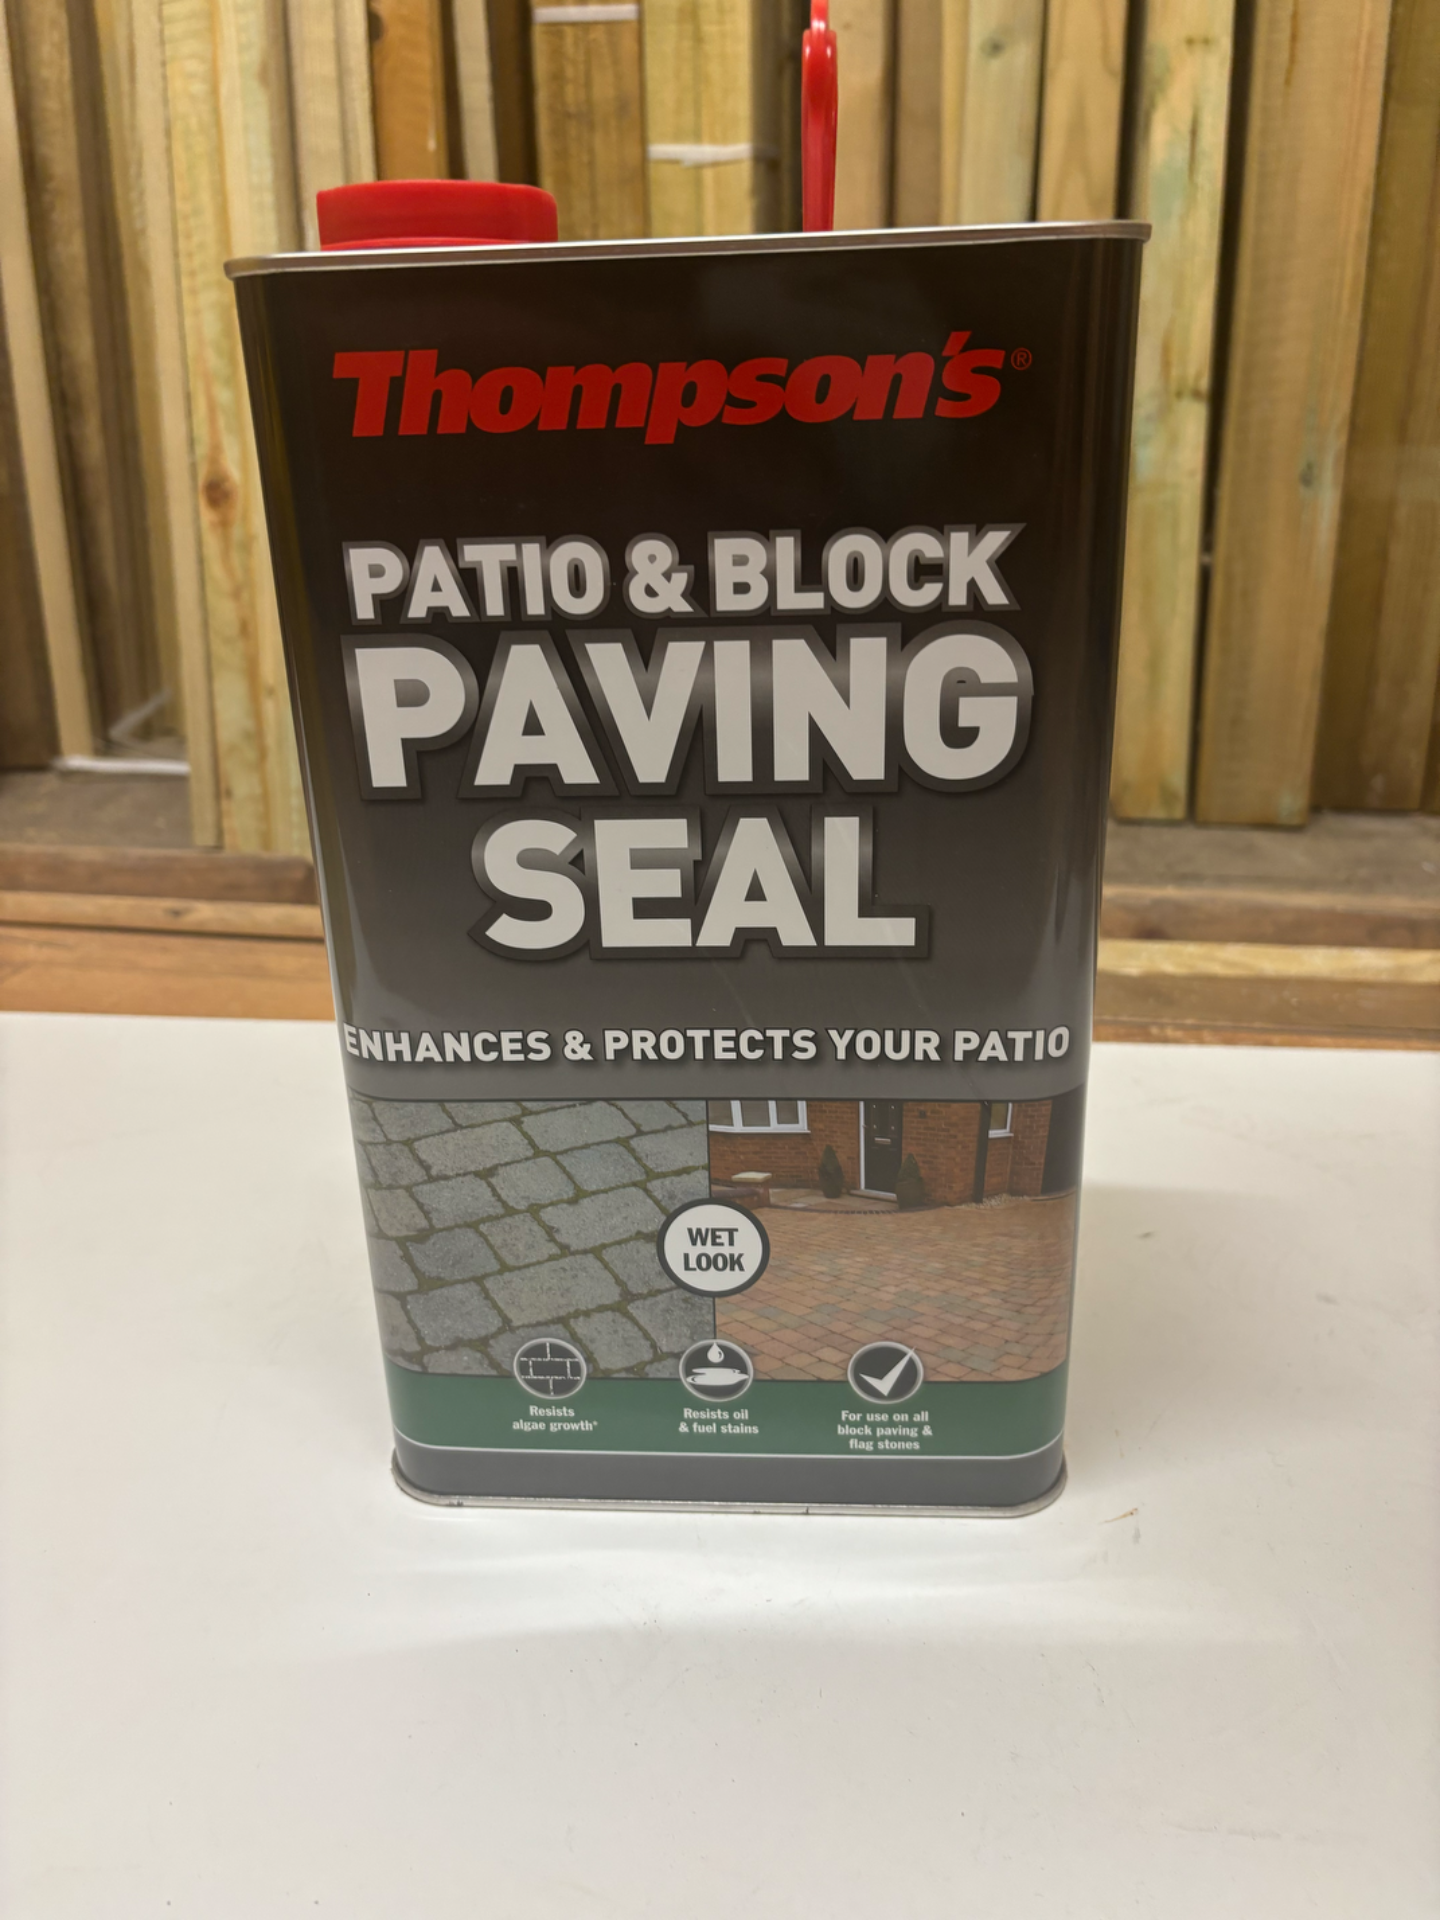 Thompson's®
PATIO & BLOCK
PAVING
SEAL
ENHANCES & PROTECTS YOUR PATIO
WET
LOOK
Resists
algae growth*
Resists oil
& fuel stains
For use on all
block paving &
flag stones